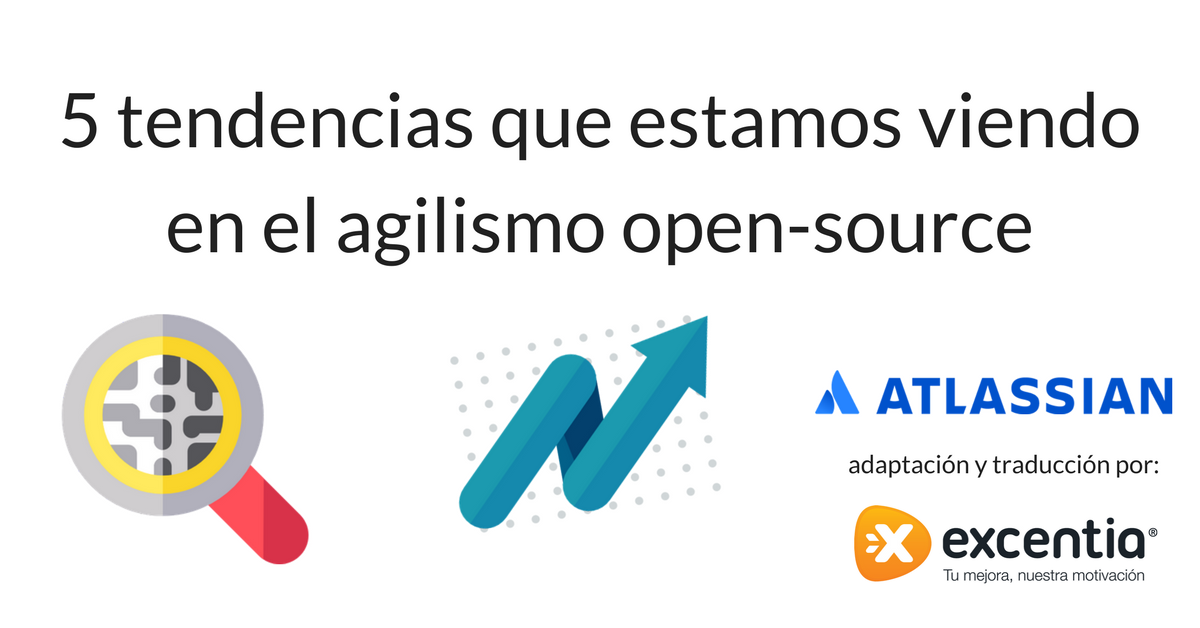 5 tendencias que estamos viendo
en el agilismo open-source
ATLASSIAN
adaptación y traducción por:
excentia®
Tu mejora, nuestra motivación